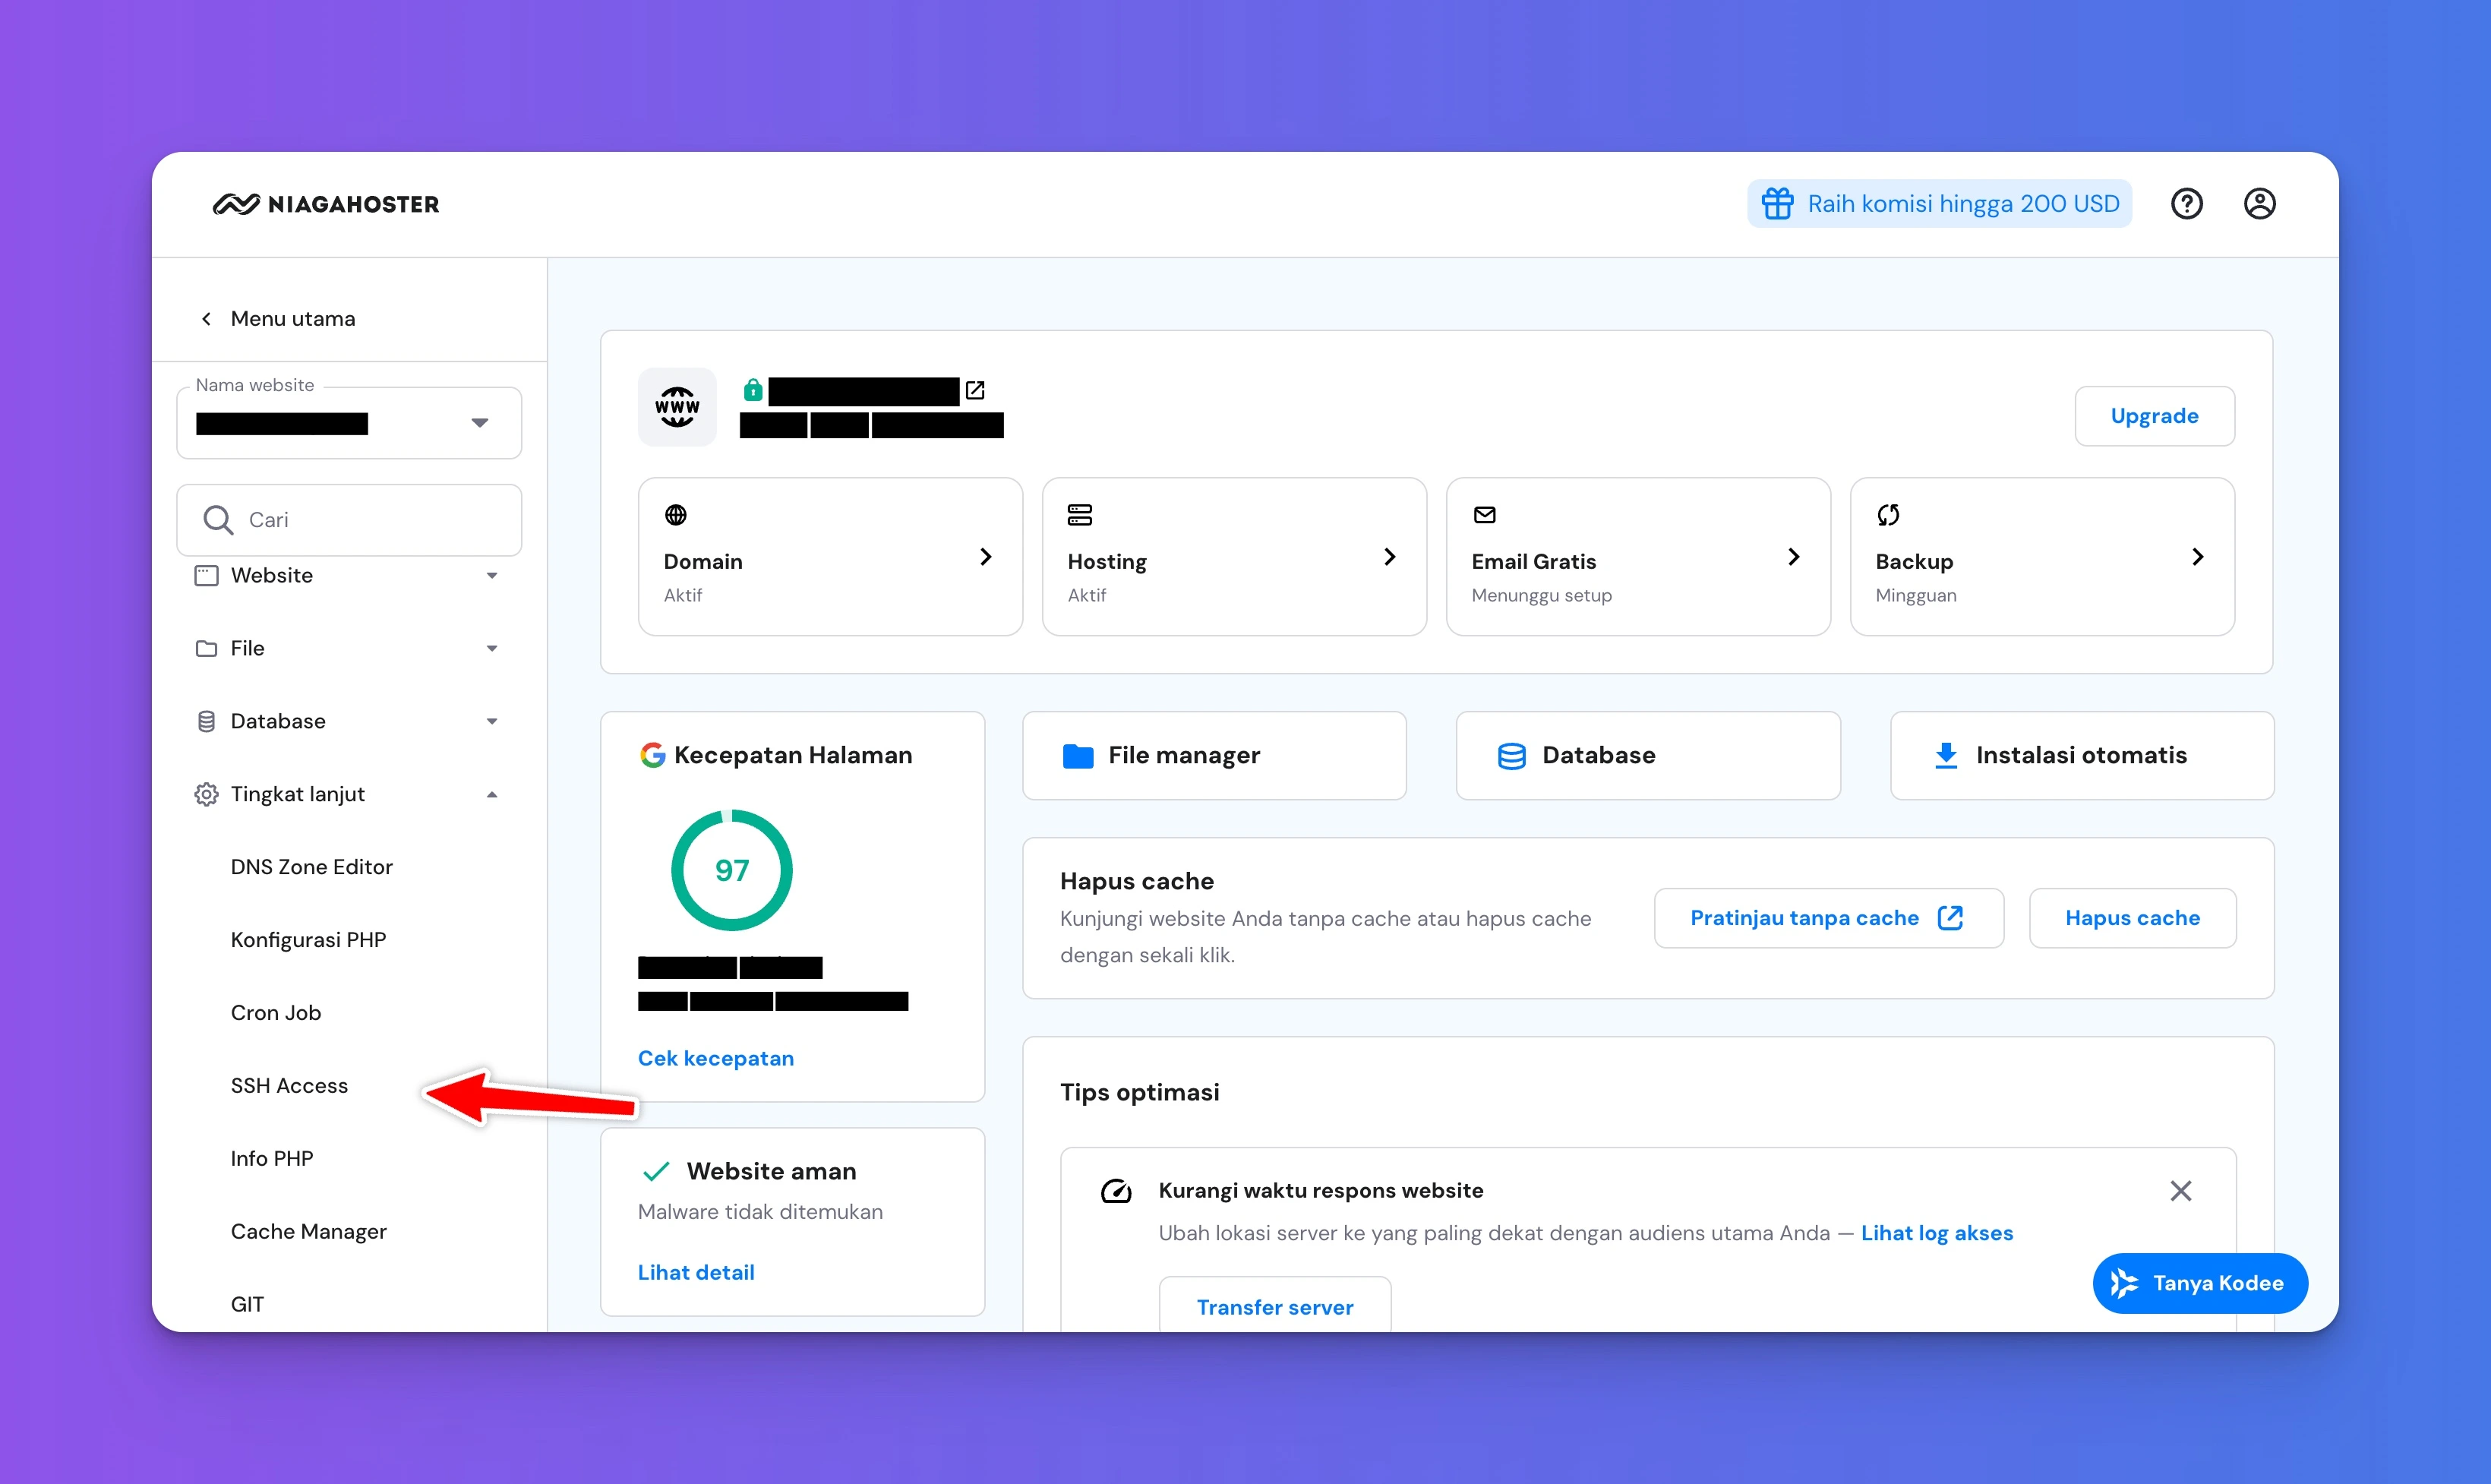 NIAGAHOSTER
Raih komisi hingga 200 USD
Menu utama
Nama website
Cari
Website
File
Database
Tingkat lanjut
DNS Zone Editor
Konfigurasi PHP
Cron Job
SSH Access
Info PHP
Cache Manager
GIT
www
Upgrade
Domain
Aktif
Hosting
Aktif
Email Gratis
Menunggu setup
Backup
Mingguan
Kecepatan Halaman
97
Cek kecepatan
Website aman
Malware tidak ditemukan
Lihat detail
File manager
Database
Instalasi otomatis
Hapus cache
Kunjungi website Anda tanpa cache atau hapus cache
dengan sekali klik.
Pratinjau tanpa cache
Hapus cache
Tips optimasi
Kurangi waktu respons website
Ubah lokasi server ke yang paling dekat dengan audiens utama Anda — Lihat log akses
Transfer server
Tanya Kodee